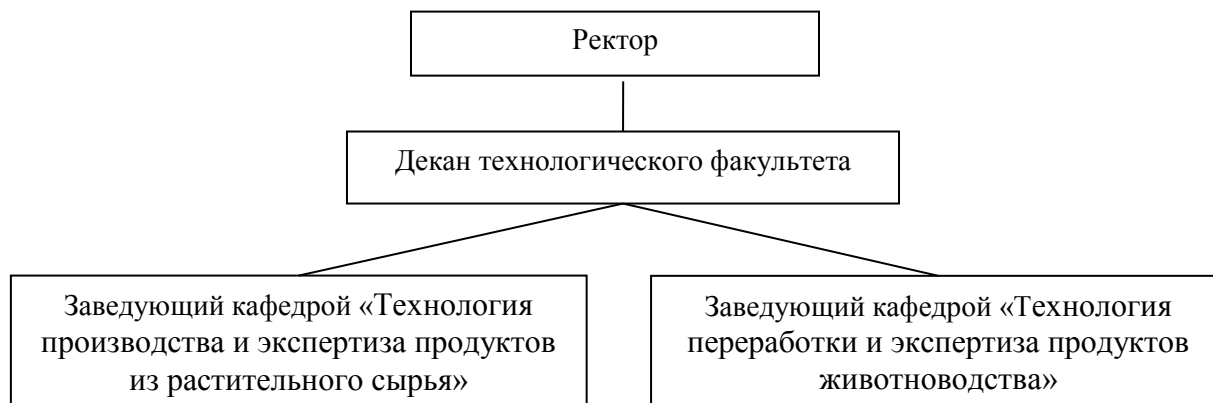 Ректор
Декан технологического факультета
Заведующий кафедрой «Технология
производства и экспертиза продуктов
из растительного сырья»
Заведующий кафедрой «Технология
переработки и экспертиза продуктов
животноводства»